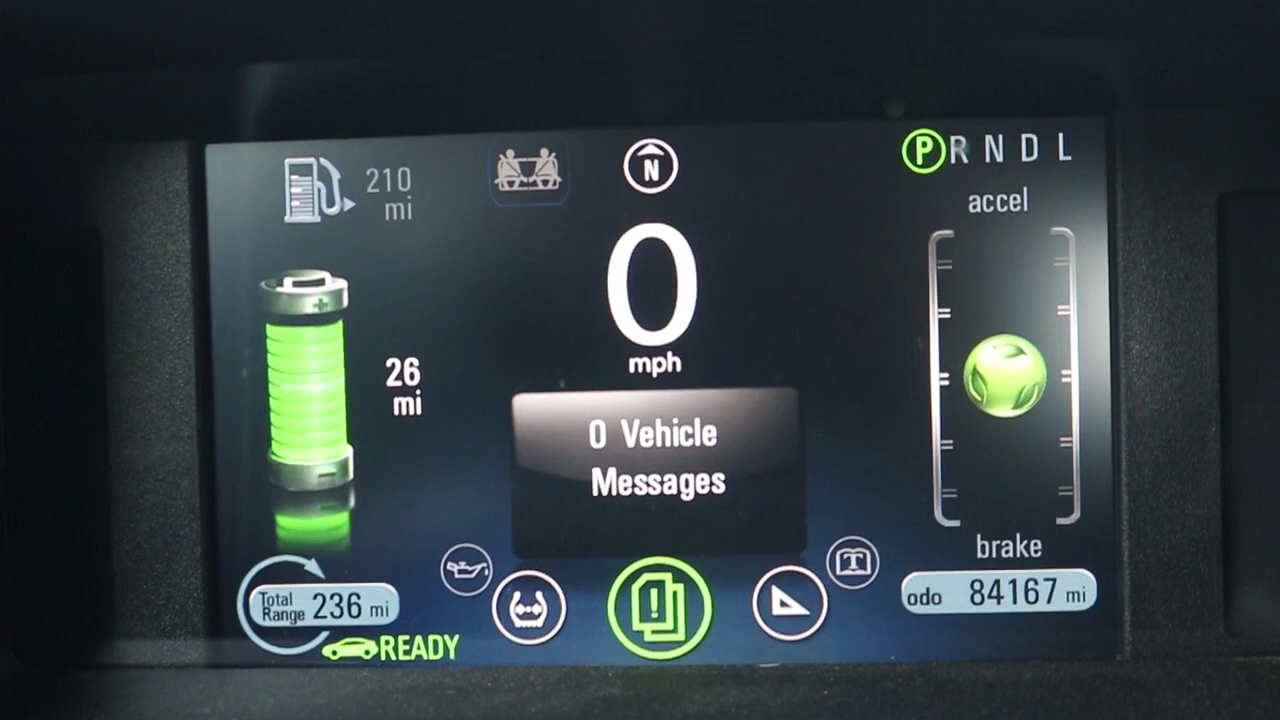 P R N D L
210
mi
N
accel
0
mph
26
mi
0 Vehicle
Messages
brake
Total
Range 236 mi
odo 84167 mi
READY